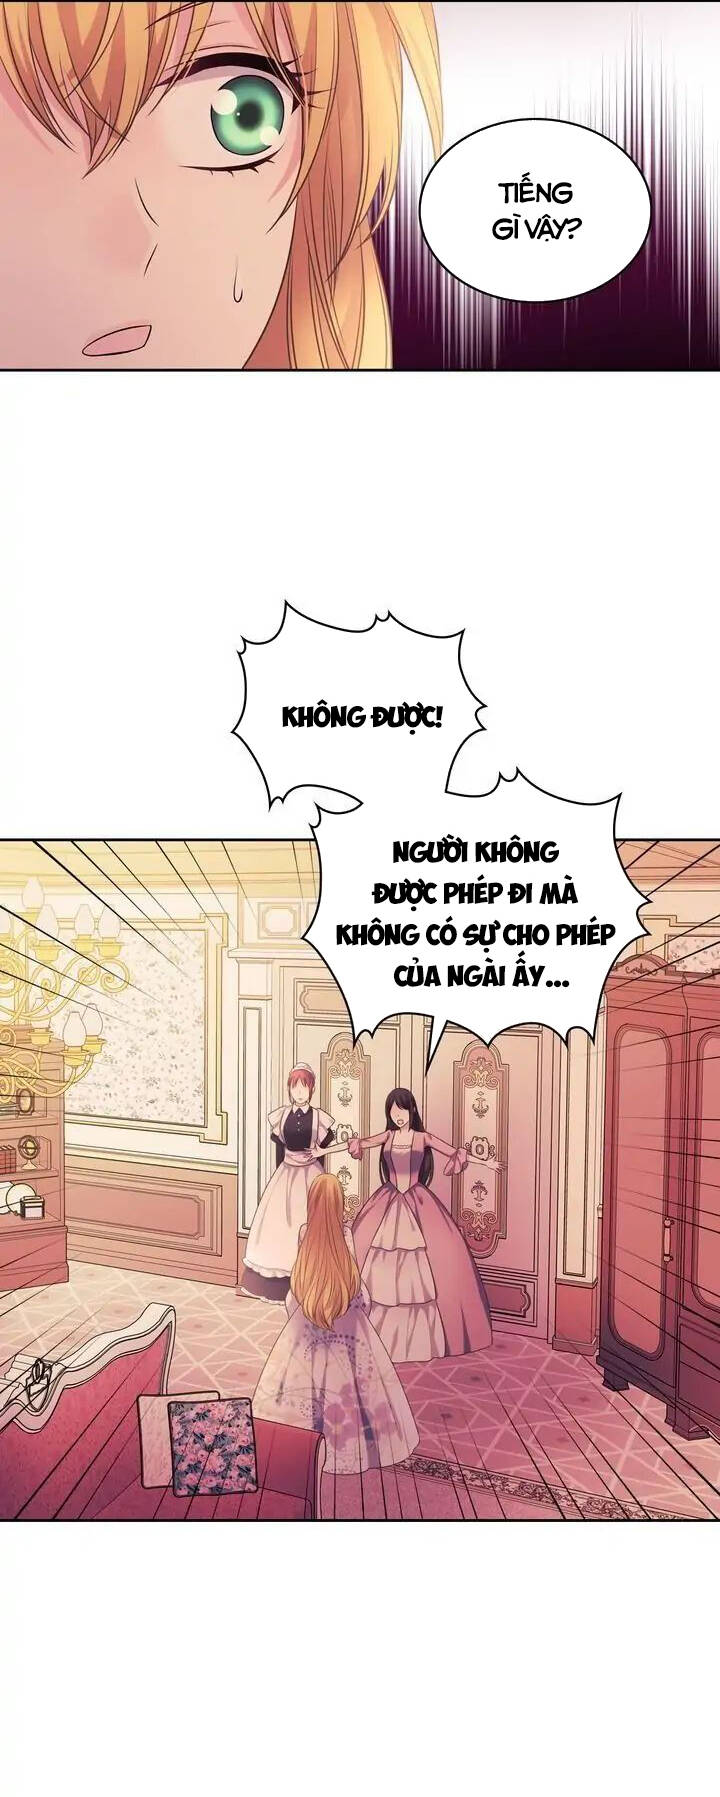 TIẾNG
GÌ VẬY?
KHÔNG ĐƯỢC!
NGƯỜI KHÔNG
ĐƯỢC PHÉP ĐI MÀ
KHÔNG CÓ SỰ CHO PHÉP
CỦA NGÀI ẤY...